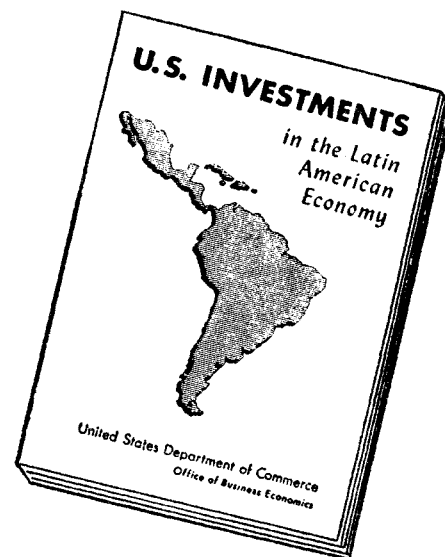 U.S. INVESTMENTS
in the Latin
American
Economy
United States Department of Commerce
Office of Business Economics